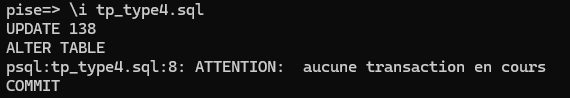 pise=> \i tp_type4.sql
UPDATE 138
ALTER TABLE
psql:tp_type4.sql:8: ATTENTION:  aucune transaction en cours
COMMIT